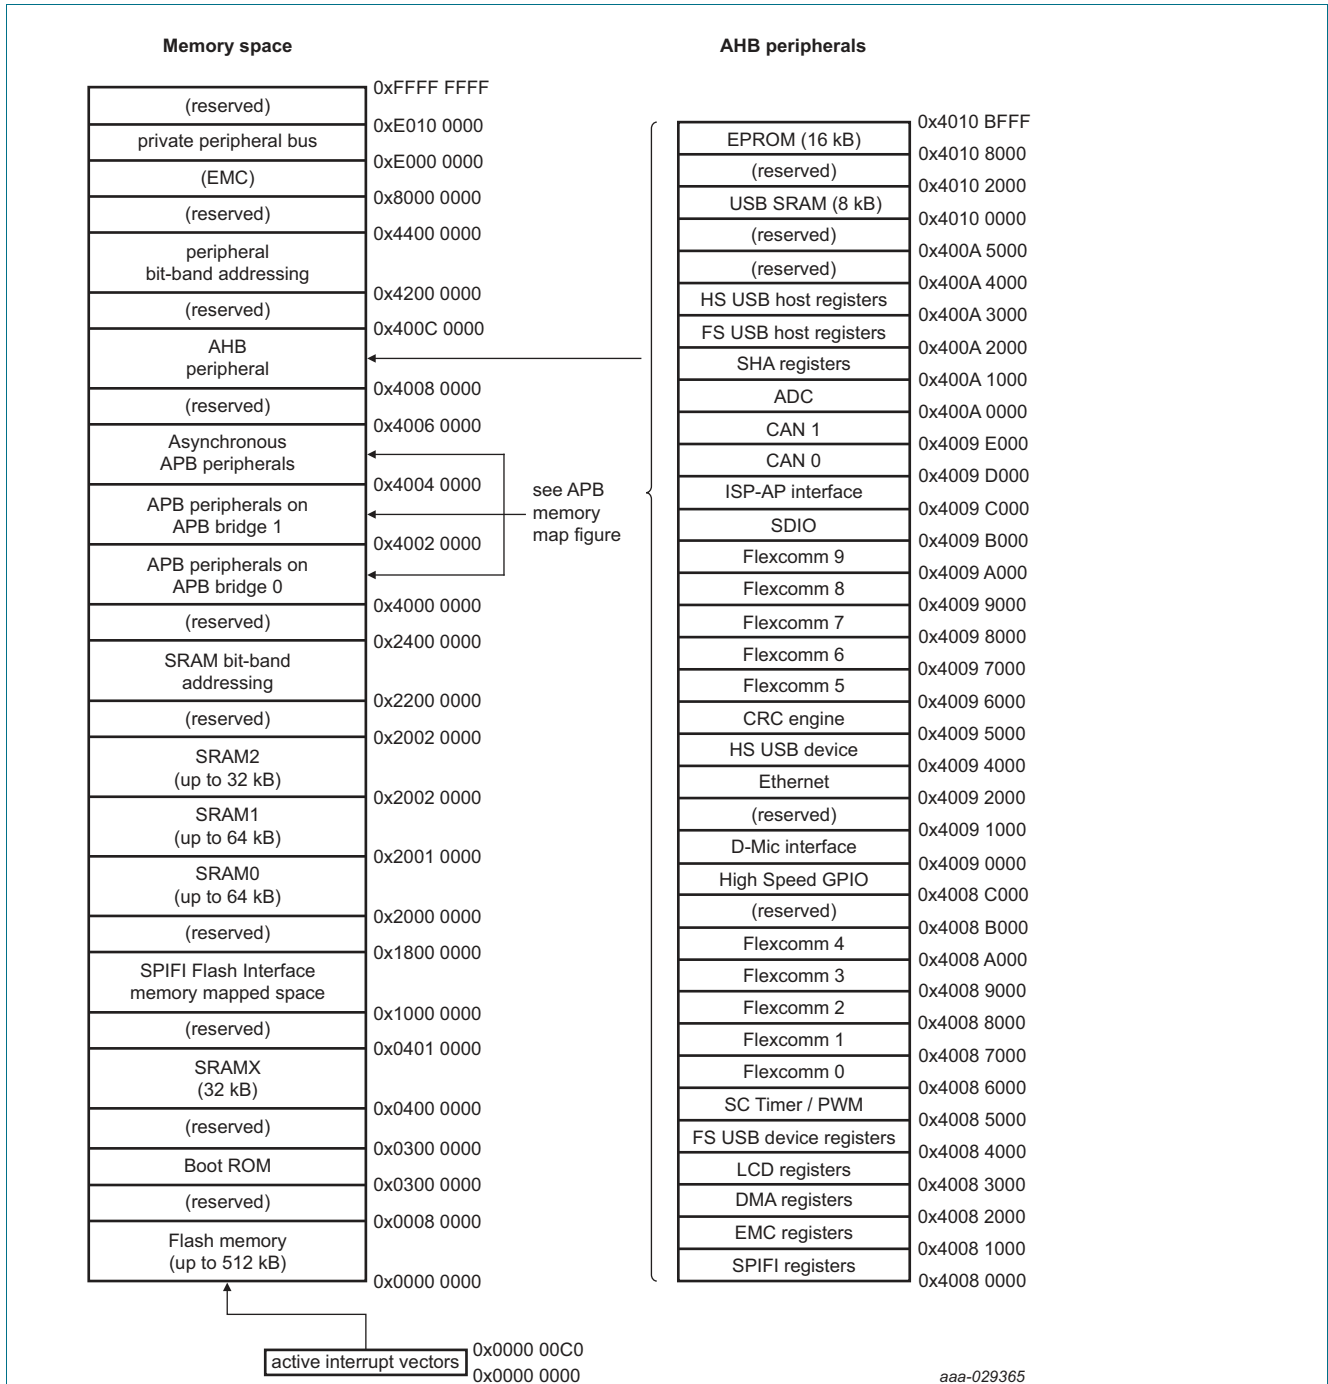 Memory space
0xFFFF FFFF
(reserved)
0xE010 0000
private peripheral bus
0xE000 0000
(EMC)
0x8000 0000
(reserved)
0x4400 0000
peripheral
bit-band addressing
0x4200 0000
(reserved)
0x400C 0000
AHB
peripheral
0x4008 0000
(reserved)
0x4006 0000
Asynchronous
APB peripherals
0x4004 0000
APB peripherals on
APB bridge 1
0x4002 0000
APB peripherals on
APB bridge 0
0x4000 0000
(reserved)
0x2400 0000
SRAM bit-band
addressing
0x2200 0000
(reserved)
0x2002 0000
SRAM2
(up to 32 kB)
0x2002 0000
SRAM1
(up to 64 kB)
0x2001 0000
SRAM0
(up to 64 kB)
0x2000 0000
(reserved)
0x1800 0000
SPIFI Flash Interface
memory mapped space
0x1000 0000
(reserved)
0x0401 0000
SRAMX
(32 kB)
0x0400 0000
(reserved)
0x0300 0000
Boot ROM
0x0300 0000
(reserved)
0x0008 0000
Flash memory
(up to 512 kB)
0x0000 0000
active interrupt vectors
0x0000 00C0
0x0000 0000
see APB
memory
map figure
AHB peripherals
0x4010 BFFF
EPROM (16 kB)
0x4010 8000
(reserved)
0x4010 2000
USB SRAM (8 kB)
0x4010 0000
(reserved)
0x400A 5000
(reserved)
0x400A 4000
HS USB host registers
0x400A 3000
FS USB host registers
0x400A 2000
SHA registers
0x400A 1000
ADC
0x400A 0000
CAN 1
0x4009 E000
CAN 0
0x4009 D000
ISP-AP interface
0x4009 C000
SDIO
0x4009 B000
Flexcomm 9
0x4009 A000
Flexcomm 8
0x4009 9000
Flexcomm 7
0x4009 8000
Flexcomm 6
0x4009 7000
Flexcomm 5
0x4009 6000
CRC engine
0x4009 5000
HS USB device
0x4009 4000
Ethernet
0x4009 2000
(reserved)
0x4009 1000
D-Mic interface
0x4009 0000
High Speed GPIO
0x4008 C000
(reserved)
0x4008 B000
Flexcomm 4
0x4008 A000
Flexcomm 3
0x4008 9000
Flexcomm 2
0x4008 8000
Flexcomm 1
0x4008 7000
Flexcomm 0
0x4008 6000
SC Timer / PWM
0x4008 5000
FS USB device registers
0x4008 4000
LCD registers
0x4008 3000
DMA registers
0x4008 2000
EMC registers
0x4008 1000
SPIFI registers
0x4008 0000
aaa-029365